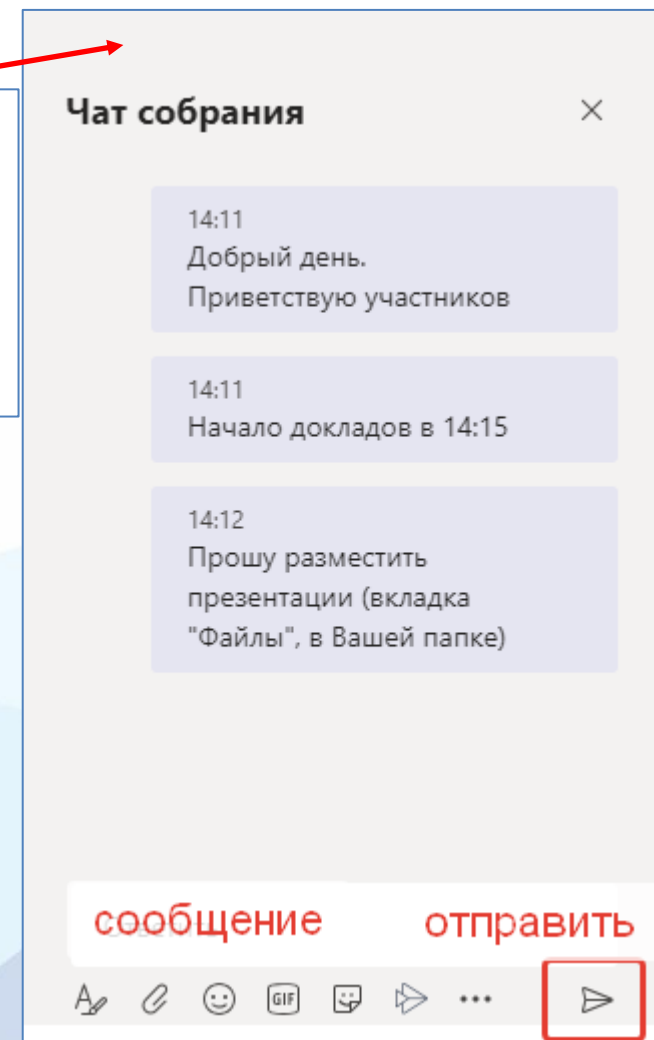 Чат собрания
14:11
Добрый день.
Приветствую участников
14:11
Начало докладов в 14:15
14:12
Прошу разместить
презентации (вкладка
"Файлы", в Вашей папке)
сообщение отправить
GIF